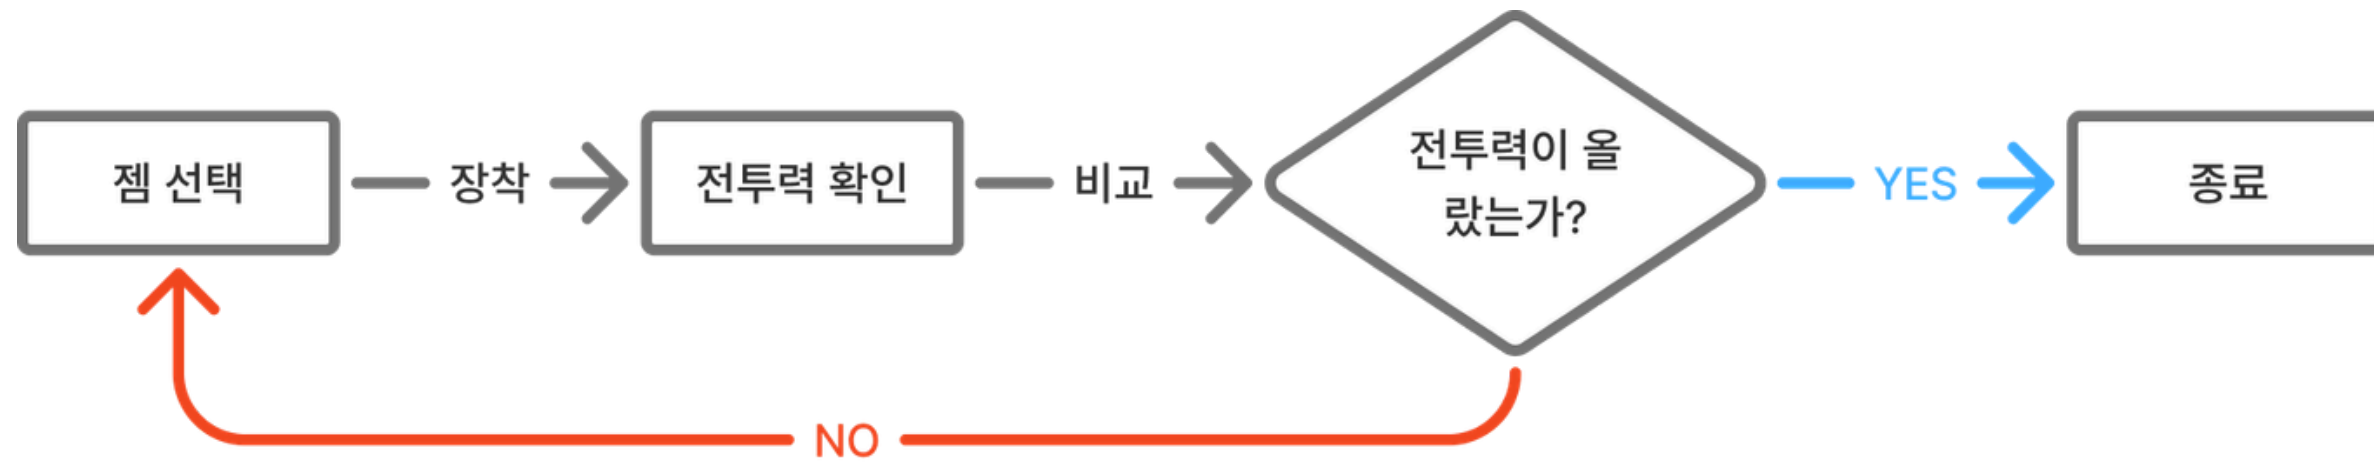 젬 선택
장착
전투력 확인
비교
전투력이 올
랐는가?
YES
종료
NO